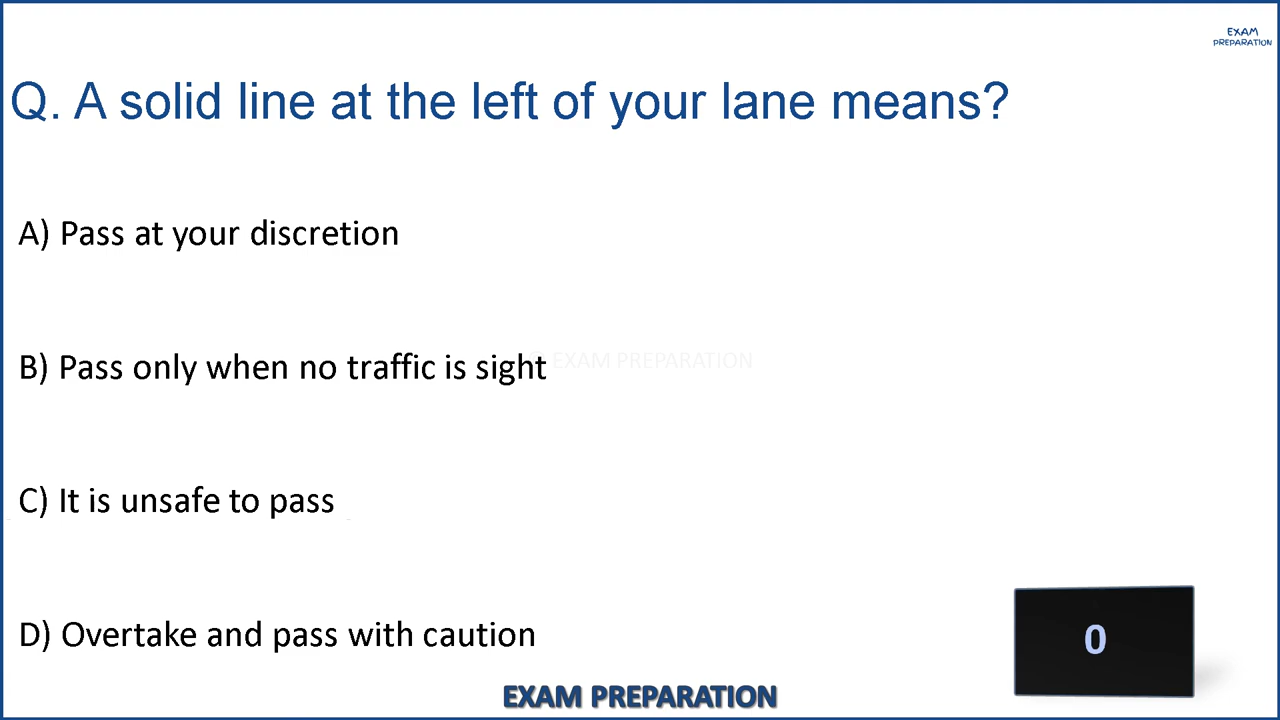 EXAM
PREPARATION
Q. A solid line at the left of your lane means?
A) Pass at your discretion
B) Pass only when no traffic is sight
EXAM PREPARATION
C) It is unsafe to pass
D) Overtake and pass with caution
0
EXAM PREPARATION